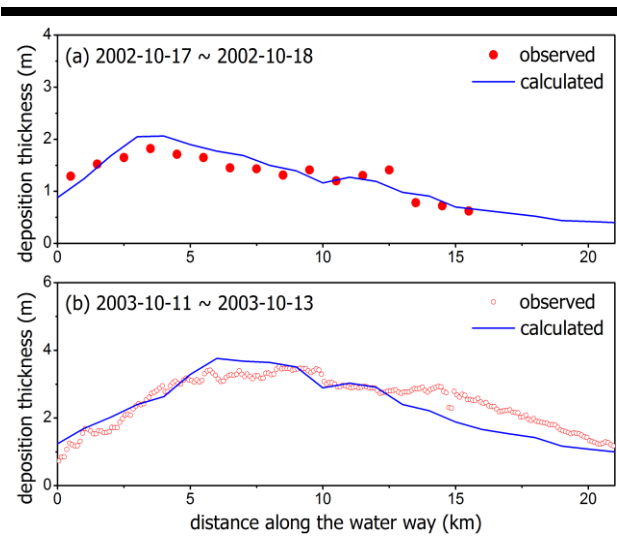 (a) 2002-10-17 ~ 2002-10-18
observed
calculated
deposition thickness (m)
4
3
2
1
0
0 5 10 15 20
(b) 2003-10-11 ~ 2003-10-13
observed
calculated
deposition thickness (m)
6
4
2
0
0 5 10 15 20
distance along the water way (km)